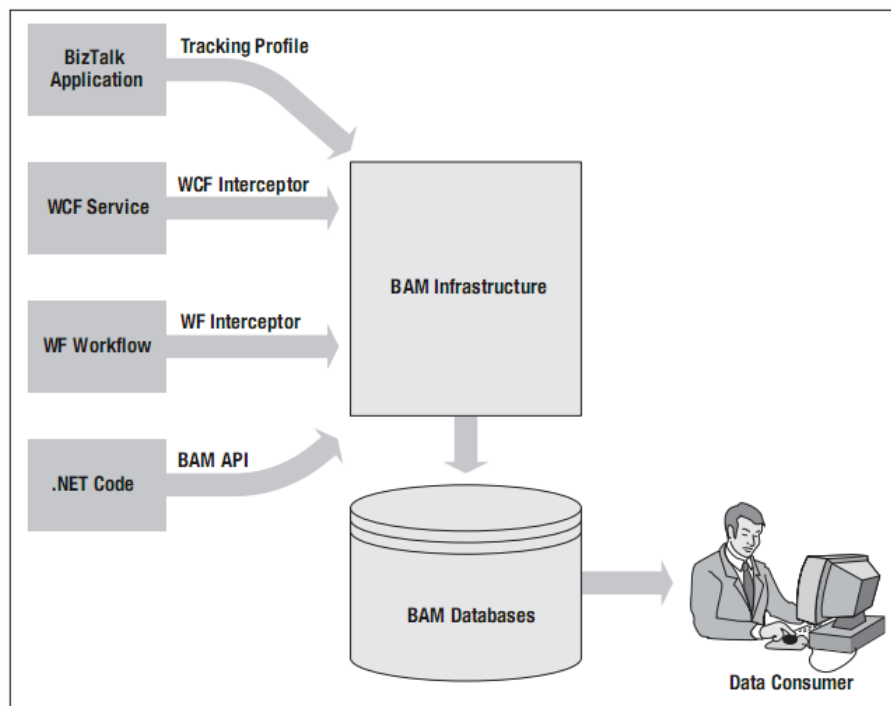 BizTalk
Application
Tracking Profile
WCF Service
WCF Interceptor
BAM Infrastructure
WF Workflow
WF Interceptor
.NET Code
BAM API
BAM Databases
Data Consumer